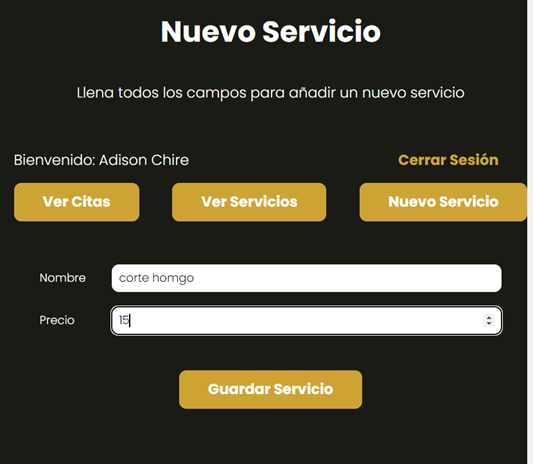 Nuevo Servicio
Llena todos los campos para añadir un nuevo servicio
Bienvenido: Adison Chire Cerrar Sesión
Ver Citas Ver Servicios Nuevo Servicio
Nombre corte homgo
Precio 15
Guardar Servicio